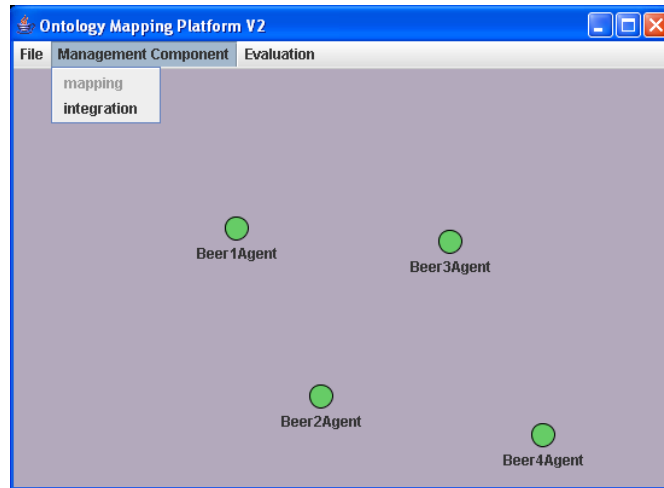 Ontology Mapping Platform V2
File Management Component Evaluation
mapping
integration
Beer1Agent
Beer3Agent
Beer2Agent
Beer4Agent